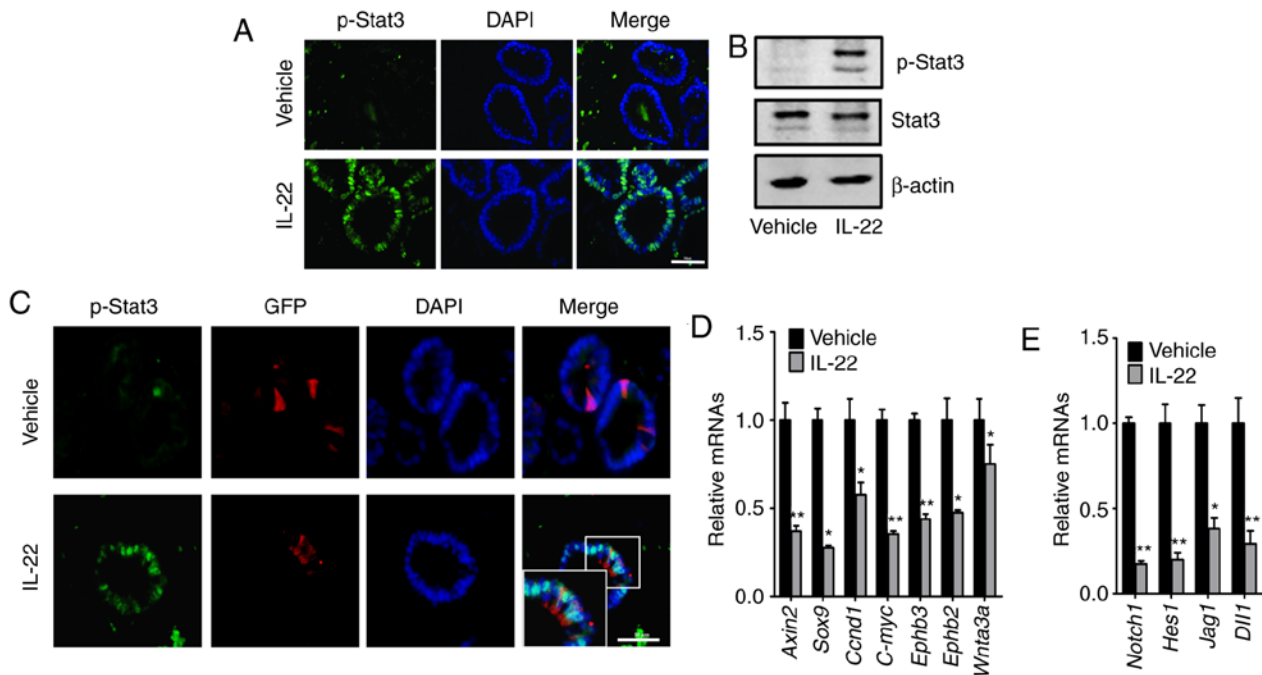 A
p-Stat3
DAPI
Merge
Vehicle
IL-22
B
p-Stat3
Stat3
β-actin
Vehicle
IL-22
C
p-Stat3
GFP
DAPI
Merge
Vehicle
IL-22
D
Relative mRNAs
1.5
1.0
0.5
0.0
Vehicle
IL-22
**
*
*
**
**
*
*
Axin2
Sox9
Ccnd1
C-myc
Ephb3
Ephb2
Wnta3a
E
Relative mRNAs
1.5
1.0
0.5
0.0
Vehicle
IL-22
**
**
*
**
Notch1
Hes1
Jag1
Dll1